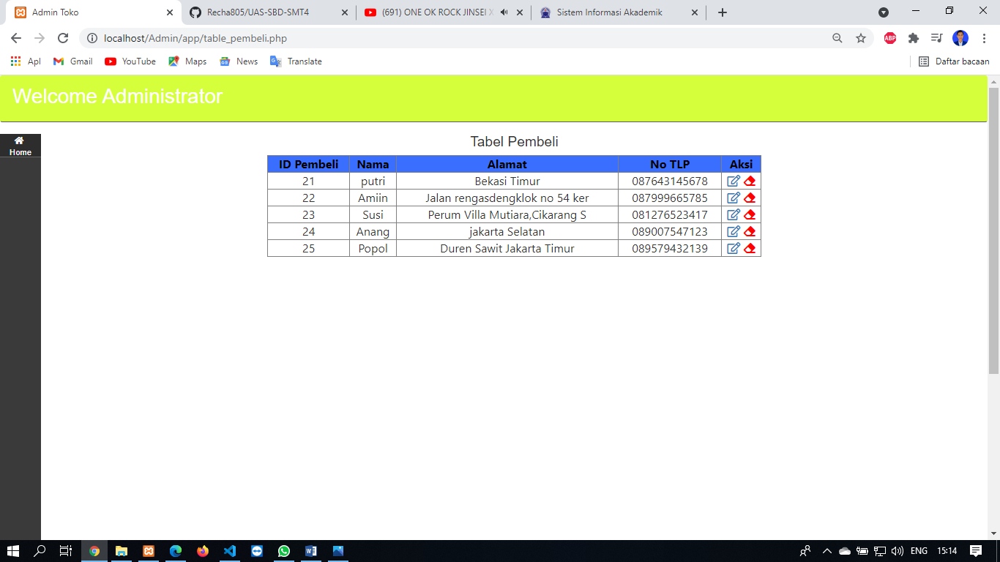 Admin Toko
Recha805/UAS-SBD-SMT4
(691) ONE OK ROCK JINSEI X
Sistem Informasi Akademik
localhost/Admin/app/table_pembeli.php
ABP
Apl
Gmail
YouTube
Maps
News
Translate
Daftar bacaan
Welcome Administrator
Home
Tabel Pembeli
ID Pembeli Nama Alamat No TLP Aksi
21 putri Bekasi Timur 087643145678
22 Amiin Jalan rengasdengklok no 54 ker 087999665785
23 Susi Perum Villa Mutiara,Cikarang S 081276523417
24 Anang jakarta Selatan 089007547123
25 Popol Duren Sawit Jakarta Timur 089579432139
ENG
15:14